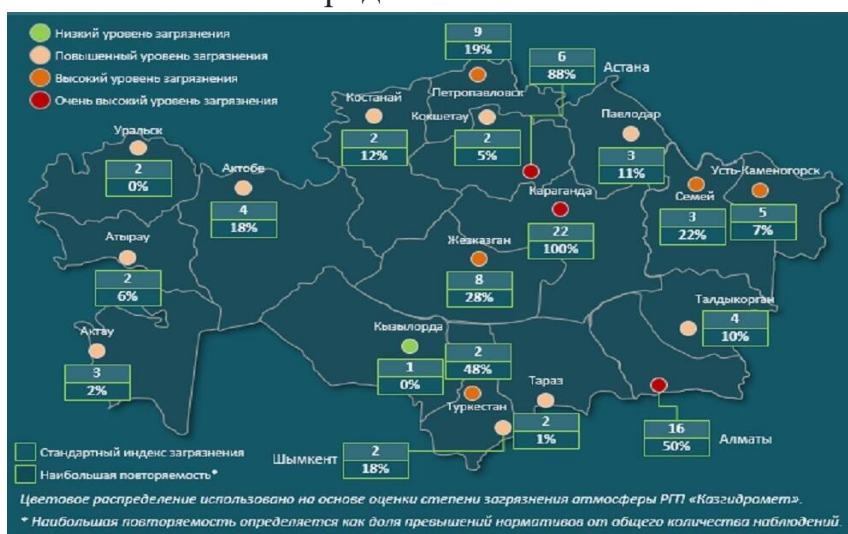 Низкий уровень загрязнения
Повышенный уровень загрязнения
Высокий уровень загрязнения
Очень высокий уровень загрязнения
9
19%
Петропавловск
6
88%
Астана
Костанай
2
12%
Кокшетау
2
5%
Павлодар
3
11%
Уральск
2
0%
Актобе
4
18%
Караганда
22
100%
Семей
3
22%
Усть-Каменогорск
5
7%
Атырау
2
6%
Жезказган
8
28%
Актау
3
2%
Кызылорда
1
0%
2
48%
Туркестан
Тараз
2
1%
Талдыкорган
4
10%
16
50%
Алматы
Шымкент
2
18%
Стандартный индекс загрязнения
Наибольшая повторяемость*
Цветовое распределение использовано на основе оценки степени загрязнения атмосферы РГП «Казгидромет».
* Наибольшая повторяемость определяется как доля превышений нормативов от общего количества наблюдений.